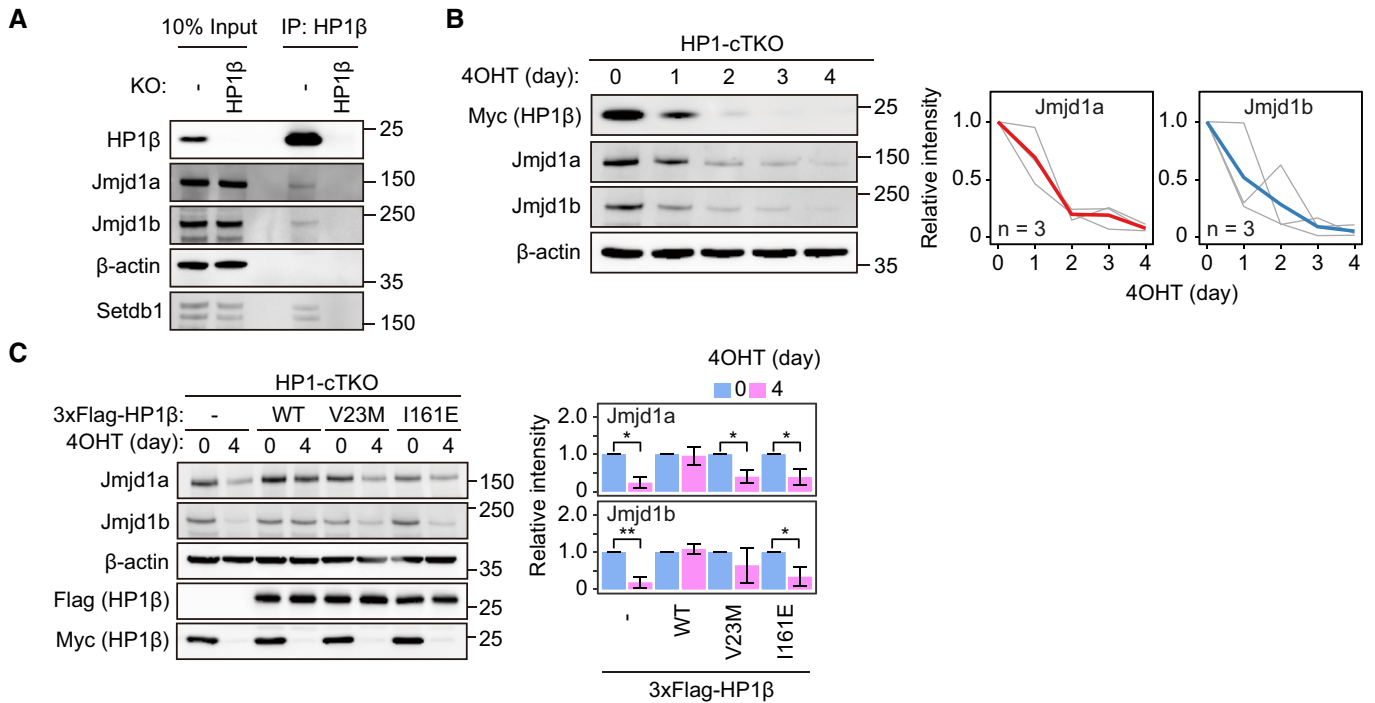 A
10% Input IP: HP1β
KO: - HP1β - HP1β
HP1β 25
Jmjd1a 150
Jmjd1b 250
β-actin 35
Setdb1 150
B
HP1-cTKO
4OHT (day): 0 1 2 3 4
Myc (HP1β) 25
Jmjd1a 150
Jmjd1b 250
β-actin 35
Relative intensity
Jmjd1a
1.0
0.5
0
n = 3
0 1 2 3 4
Jmjd1b
1.0
0.5
0
n = 3
0 1 2 3 4
4OHT (day)
C
HP1-cTKO
3xFlag-HP1β: - WT V23M I161E
4OHT (day): 0 4 0 4 0 4 0 4
Jmjd1a 150
Jmjd1b 250
β-actin 35
Flag (HP1β) 25
Myc (HP1β) 25
4OHT (day)
0 4
Relative intensity
2.0 Jmjd1a
* * *
1.0
0
2.0 Jmjd1b
** *
1.0
0
- WT V23M I161E
3xFlag-HP1β